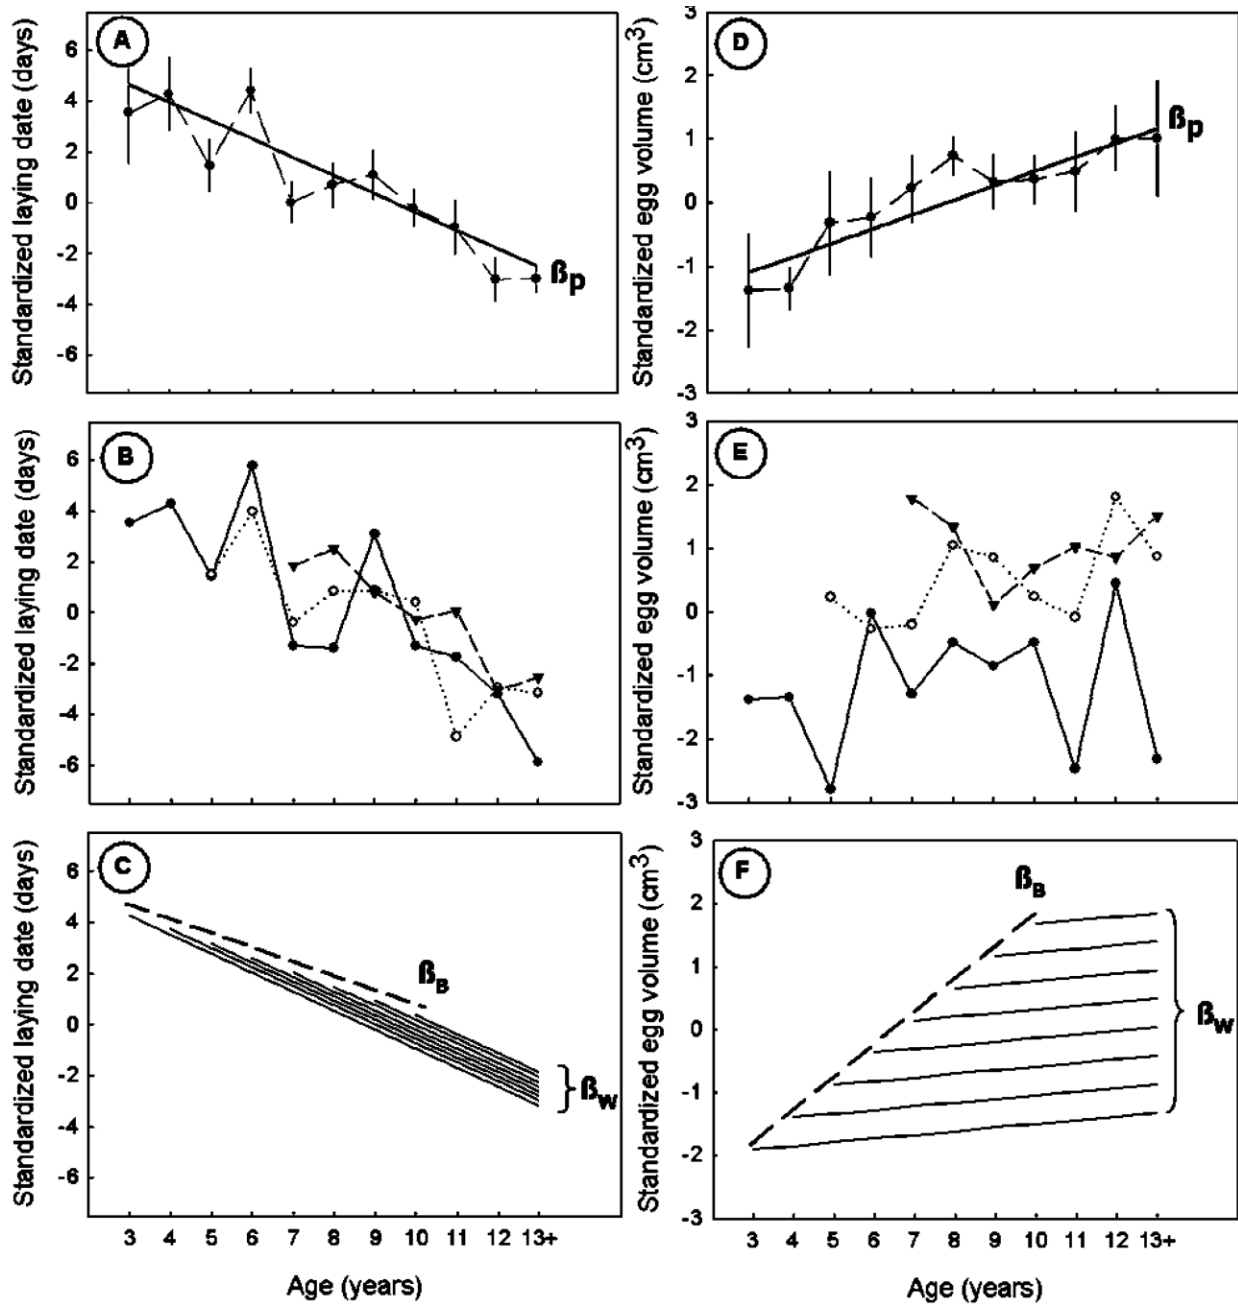 A
Standardized laying date (days)
6
4
2
0
-2
-4
-6
ßp
D
Standardized egg volume (cm3)
3
2
1
0
-1
-2
-3
ßp
B
Standardized laying date (days)
6
4
2
0
-2
-4
-6
E
Standardized egg volume (cm3)
3
2
1
0
-1
-2
-3
C
Standardized laying date (days)
6
4
2
0
-2
-4
-6
ßB
ßw
3 4 5 6 7 8 9 10 11 12 13+
Age (years)
F
Standardized egg volume (cm3)
3
2
1
0
-1
-2
-3
ßB
ßw
3 4 5 6 7 8 9 10 11 12 13+
Age (years)